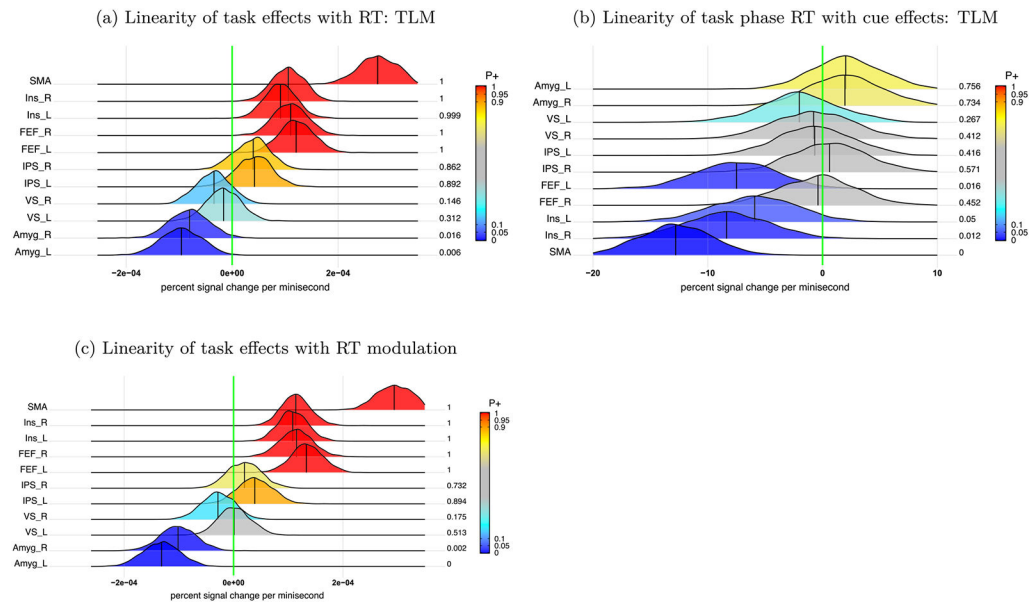 (a) Linearity of task effects with RT: TLM
SMA 1
Ins_R 1
Ins_L 0.999
FEF_R 1
FEF_L 1
IPS_R 0.862
IPS_L 0.892
VS_R 0.146
VS_L 0.312
Amyg_R 0.016
Amyg_L 0.006
−2e−04 0e+00 2e−04
percent signal change per minisecond
P+
1
0.95
0.9
0.1
0.05
0
(b) Linearity of task phase RT with cue effects: TLM
Amyg_L 0.756
Amyg_R 0.734
VS_L 0.267
VS_R 0.412
IPS_L 0.416
IPS_R 0.571
FEF_L 0.016
FEF_R 0.452
Ins_L 0.05
Ins_R 0.012
SMA 0
−20 −10 0 10
percent signal change per minisecond
P+
1
0.95
0.9
0.1
0.05
0
(c) Linearity of task effects with RT modulation
SMA 1
Ins_R 1
Ins_L 1
FEF_R 1
FEF_L 1
IPS_R 0.732
IPS_L 0.894
VS_R 0.175
VS_L 0.513
Amyg_R 0.002
Amyg_L 0
−2e−04 0e+00 2e−04
percent signal change per minisecond
P+
1
0.95
0.9
0.1
0.05
0